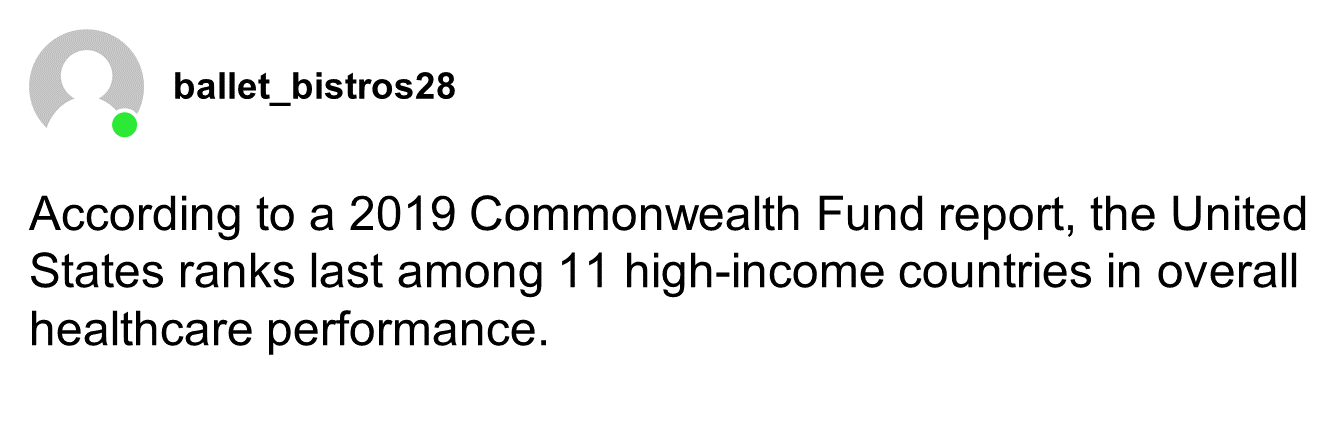 ballet_bistros28
According to a 2019 Commonwealth Fund report, the United
States ranks last among 11 high-income countries in overall
healthcare performance.